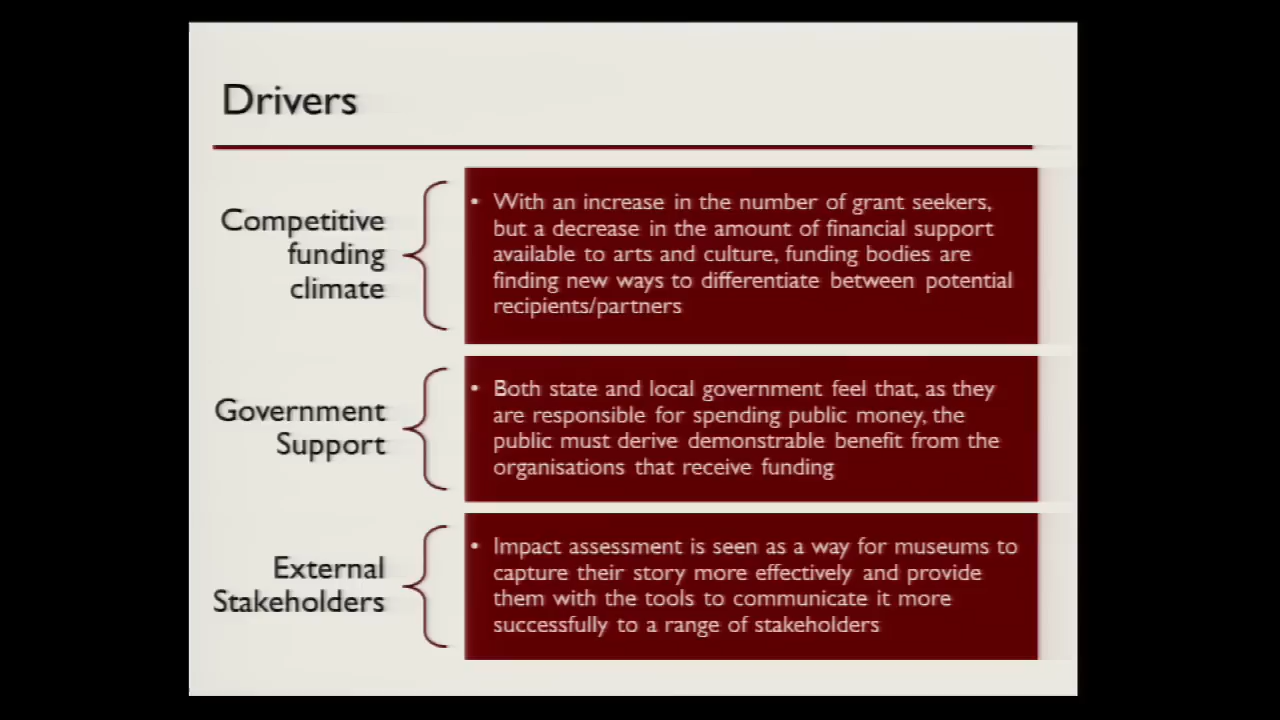 Drivers
Competitive
funding
climate
• With an increase in the number of grant seekers,
but a decrease in the amount of financial support
available to arts and culture, funding bodies are
finding new ways to differentiate between potential
recipients/partners
Government
Support
• Both state and local government feel that, as they
are responsible for spending public money, the
public must derive demonstrable benefit from the
organisations that receive funding
External
Stakeholders
• Impact assessment is seen as a way for museums to
capture their story more effectively and provide
them with the tools to communicate it more
successfully to a range of stakeholders